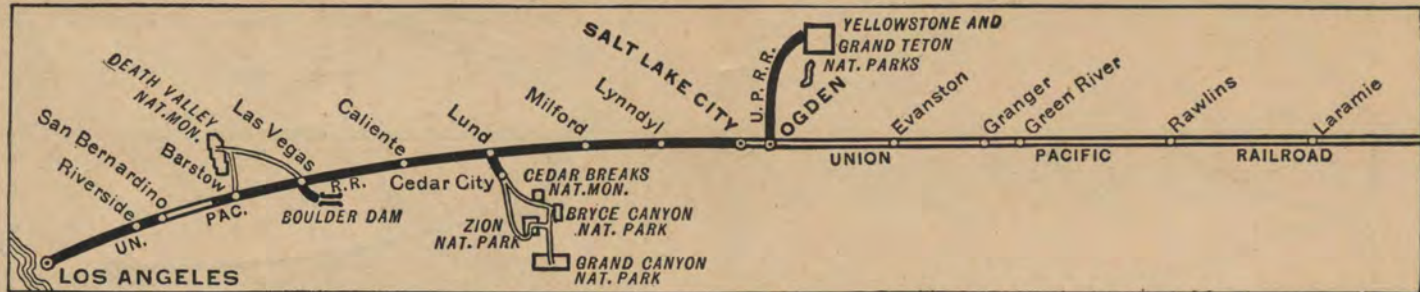 YELLOWSTONE AND
GRAND TETON
NAT. PARKS
SALT LAKE CITY
U.P.R.R.
OGDEN
DEATH VALLEY
NAT. MON.
Las Vegas
Caliente
Lund
Milford
Lynndyl
Evanston
Granger
Green River
Rawlins
Laramie
San Bernardino
Riverside
Barstow
UNION
PACIFIC
RAILROAD
UN.
PAC.
R.R.
BOULDER DAM
Cedar City
CEDAR BREAKS
NAT. MON.
BRYCE CANYON
NAT. PARK
ZION
NAT. PARK
GRAND CANYON
NAT. PARK
LOS ANGELES